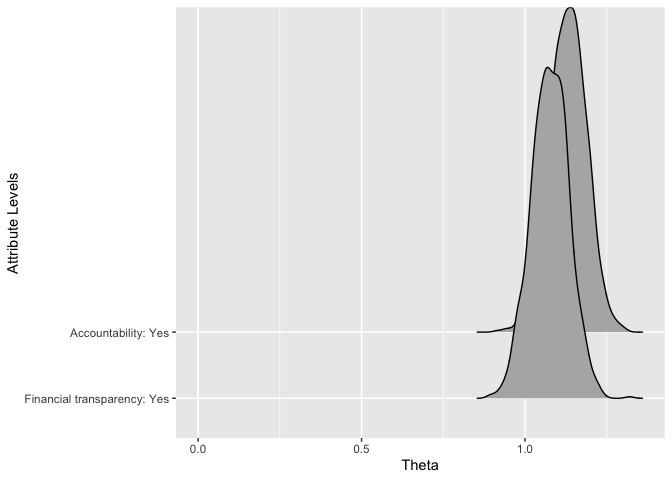 Attribute Levels
Accountability: Yes
Financial transparency: Yes
0.0 0.5 1.0
Theta